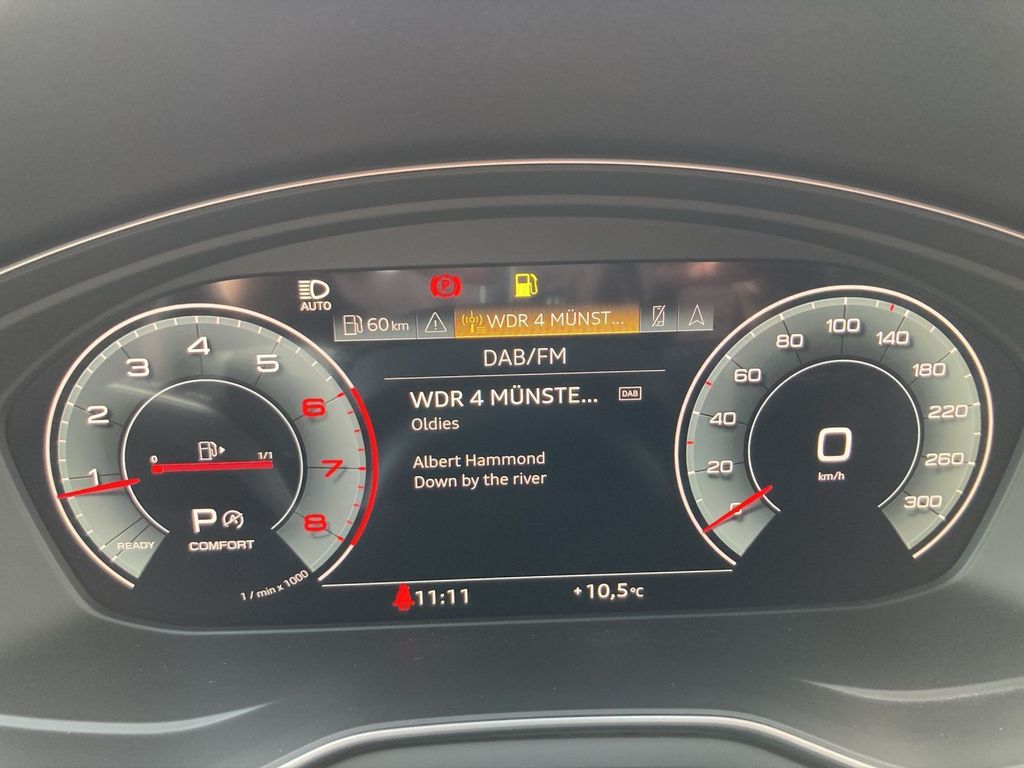 AUTO
P
60 km
WDR 4 MÜNST...
DAB/FM
WDR 4 MÜNSTE...
DAB
Oldies
Albert Hammond
Down by the river
11:11
+10,5°C
1
2
3
4
5
6
7
8
0
1/1
P
A
COMFORT
READY
1 / min x 1000
0
20
40
60
80
100
140
180
220
260
300
0
km/h